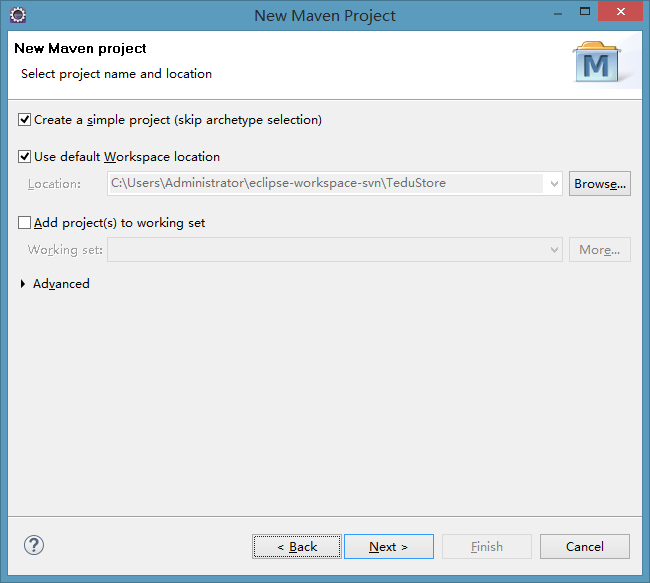 New Maven Project
New Maven project
Select project name and location
M
Create a simple project (skip archetype selection)
Use default Workspace location
Location: C:\Users\Administrator\eclipse-workspace-svn\TeduStore Browse...
Add project(s) to working set
Working set: More...
Advanced
? < Back Next > Finish Cancel